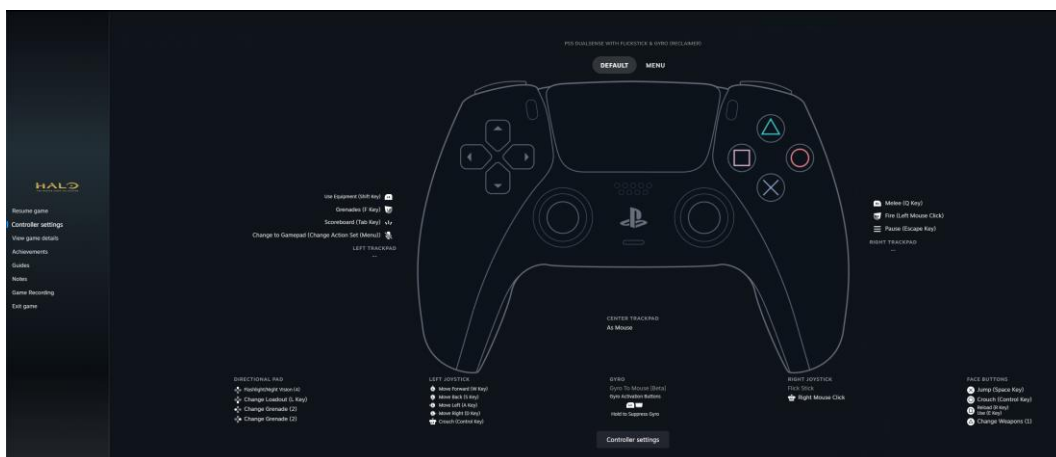 PS5 DUALSENSE WITH FLICKSTICK & GYRO (RECLAIMER)
DEFAULT MENU
HALO
Resume game
Controller settings
View game details
Achievements
Guides
Notes
Game Recording
Exit game
Use Equipment (Shift Key)
Grenades (F Key)
Scoreboard (Tab Key)
Change to Gamepad (Change Action Set (Menu))
LEFT TRACKPAD
—
Melee (Q Key)
Fire (Left Mouse Click)
Pause (Escape Key)
RIGHT TRACKPAD
—
CENTER TRACKPAD
As Mouse
DIRECTIONAL PAD
Flashlight/Night Vision (4)
Change Loadout (L Key)
Change Grenade (2)
Change Grenade (2)
LEFT JOYSTICK
Move Forward (W Key)
Move Back (S Key)
Move Left (A Key)
Move Right (D Key)
Crouch (Control Key)
GYRO
Gyro To Mouse [Beta]
Gyro Activation Buttons
Hold to Suppress Gyro
RIGHT JOYSTICK
Flick Stick
Right Mouse Click
FACE BUTTONS
Jump (Space Key)
Crouch (Control Key)
Reload (R Key)
Use (E Key)
Change Weapons (1)
Controller settings